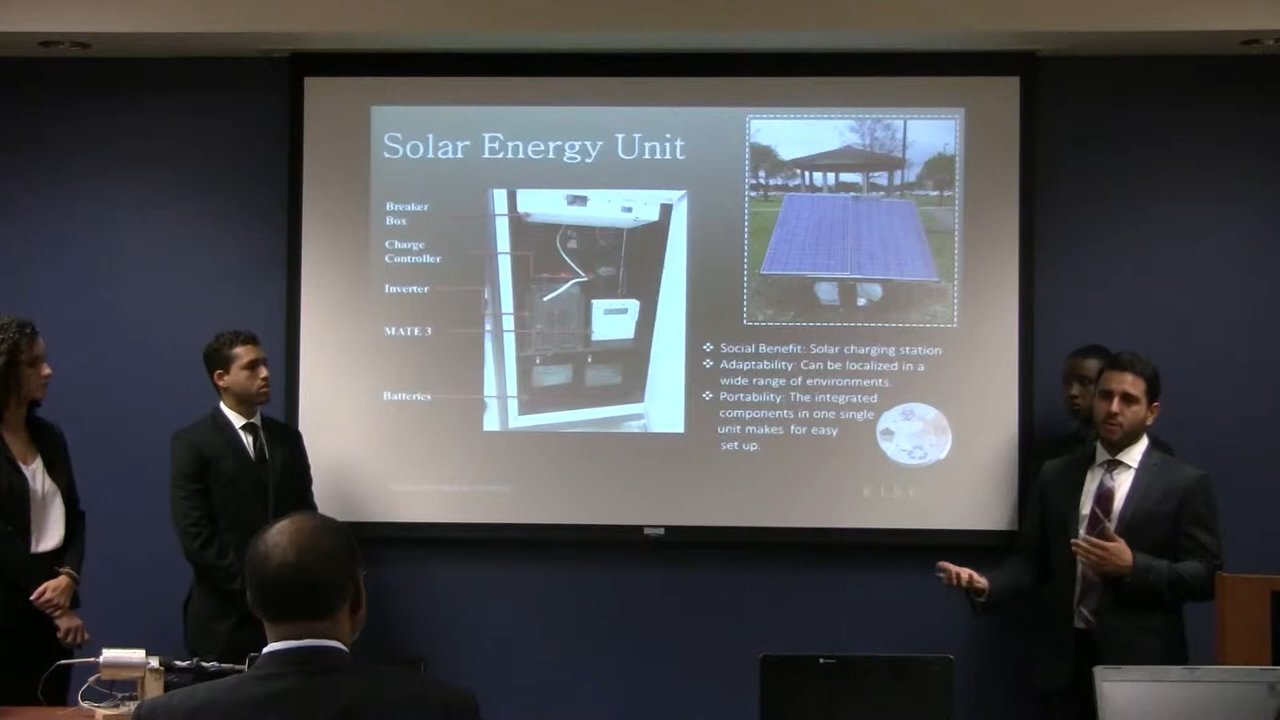 Solar Energy Unit
Breaker
Box
Charge
Controller
Inverter
MATE 3
Batteries
❖ Social Benefit: Solar charging station
❖ Adaptability: Can be localized in a
wide range of environments.
❖ Portability: The integrated
components in one single
unit makes for easy
set up.